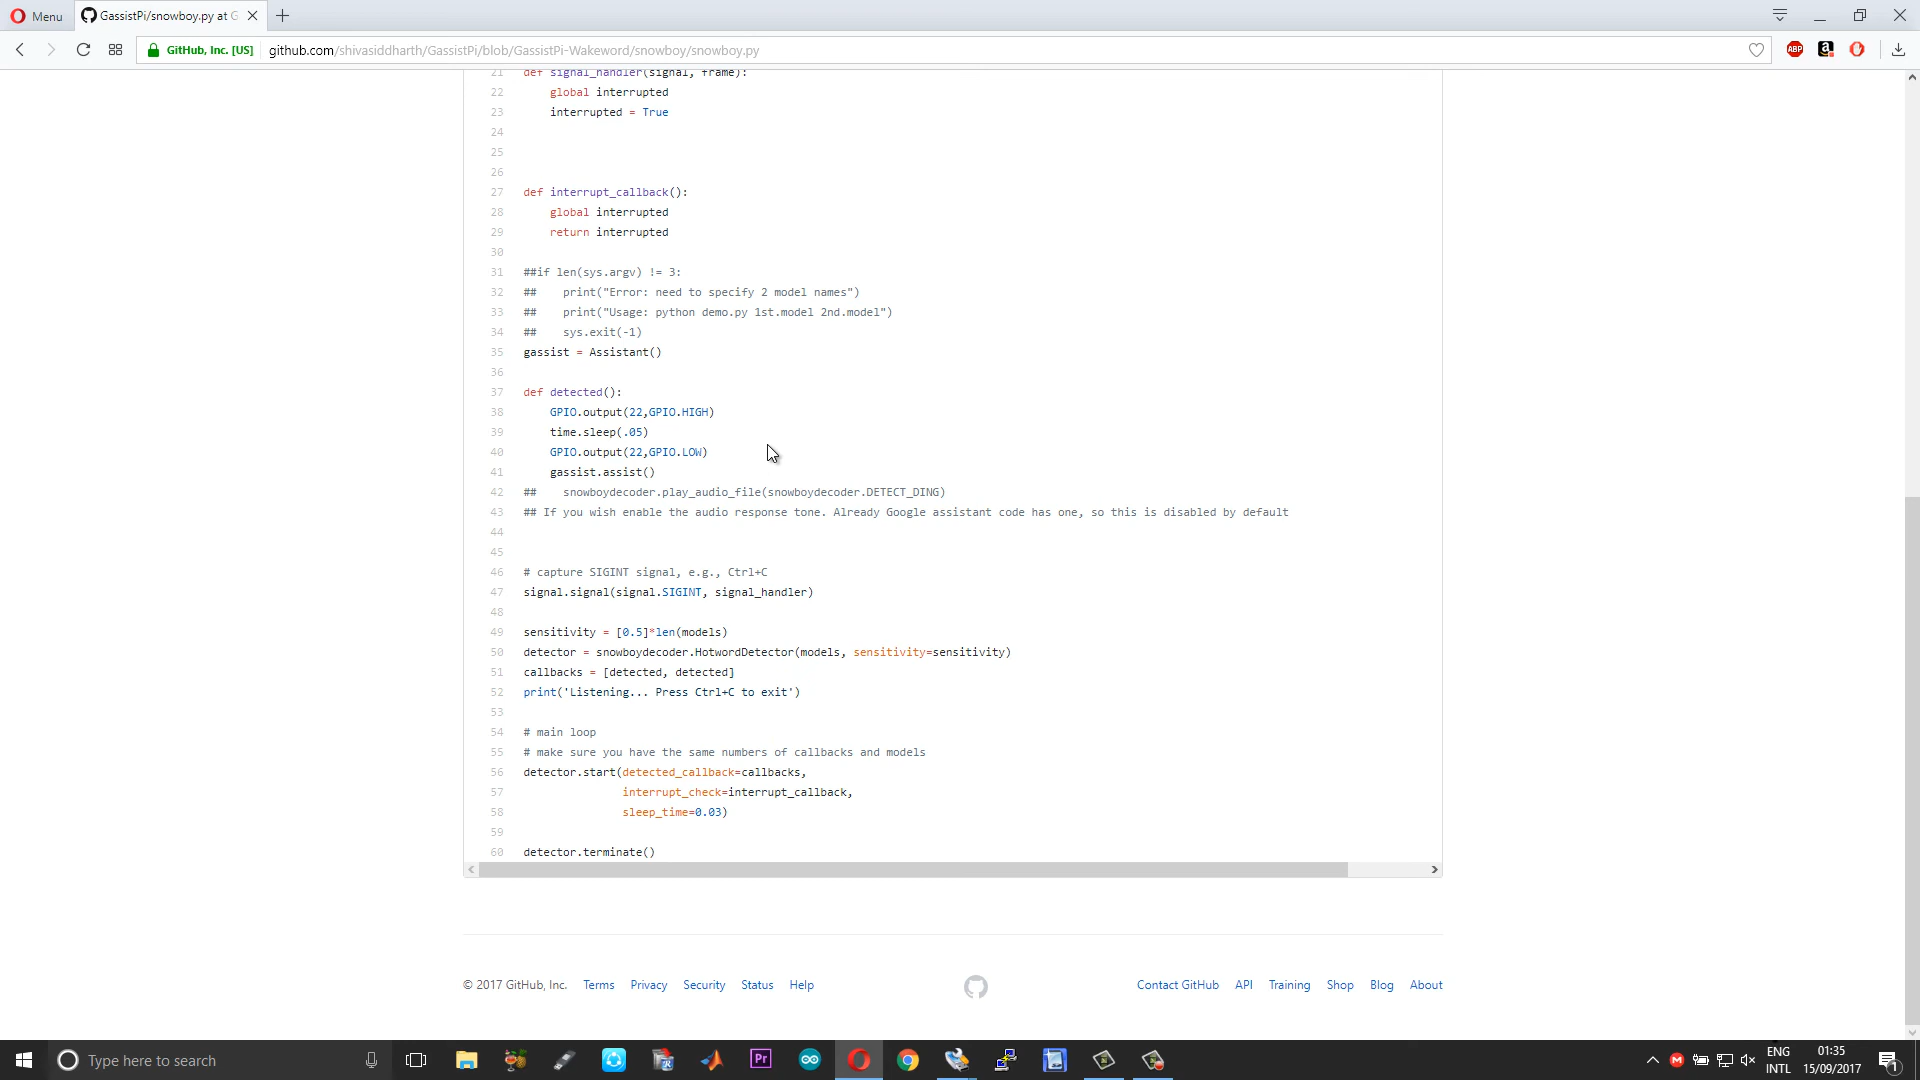 Menu
GassistPi/snowboy.py at G
GitHub, Inc. [US]
github.com/shivasiddharth/GassistPi/blob/GassistPi-Wakeword/snowboy/snowboy.py
ABP
21 def signal_handler(signal, frame):
22 global interrupted
23 interrupted = True
24
25
26
27 def interrupt_callback():
28 global interrupted
29 return interrupted
30
31 ##if len(sys.argv) != 3:
32 ## print("Error: need to specify 2 model names")
33 ## print("Usage: python demo.py 1st.model 2nd.model")
34 ## sys.exit(-1)
35 gassist = Assistant()
36
37 def detected():
38 GPIO.output(22,GPIO.HIGH)
39 time.sleep(.05)
40 GPIO.output(22,GPIO.LOW)
41 gassist.assist()
42 ## snowboydecoder.play_audio_file(snowboydecoder.DETECT_DING)
43 ## If you wish enable the audio response tone. Already Google assistant code has one, so this is disabled by default
44
45
46 # capture SIGINT signal, e.g., Ctrl+C
47 signal.signal(signal.SIGINT, signal_handler)
48
49 sensitivity = [0.5]*len(models)
50 detector = snowboydecoder.HotwordDetector(models, sensitivity=sensitivity)
51 callbacks = [detected, detected]
52 print('Listening... Press Ctrl+C to exit')
53
54 # main loop
55 # make sure you have the same numbers of callbacks and models
56 detector.start(detected_callback=callbacks,
57 interrupt_check=interrupt_callback,
58 sleep_time=0.03)
59
60 detector.terminate()
© 2017 GitHub, Inc. Terms Privacy Security Status Help
Contact GitHub API Training Shop Blog About
Type here to search
Pr
ENG
INTL
01:35
15/09/2017
1